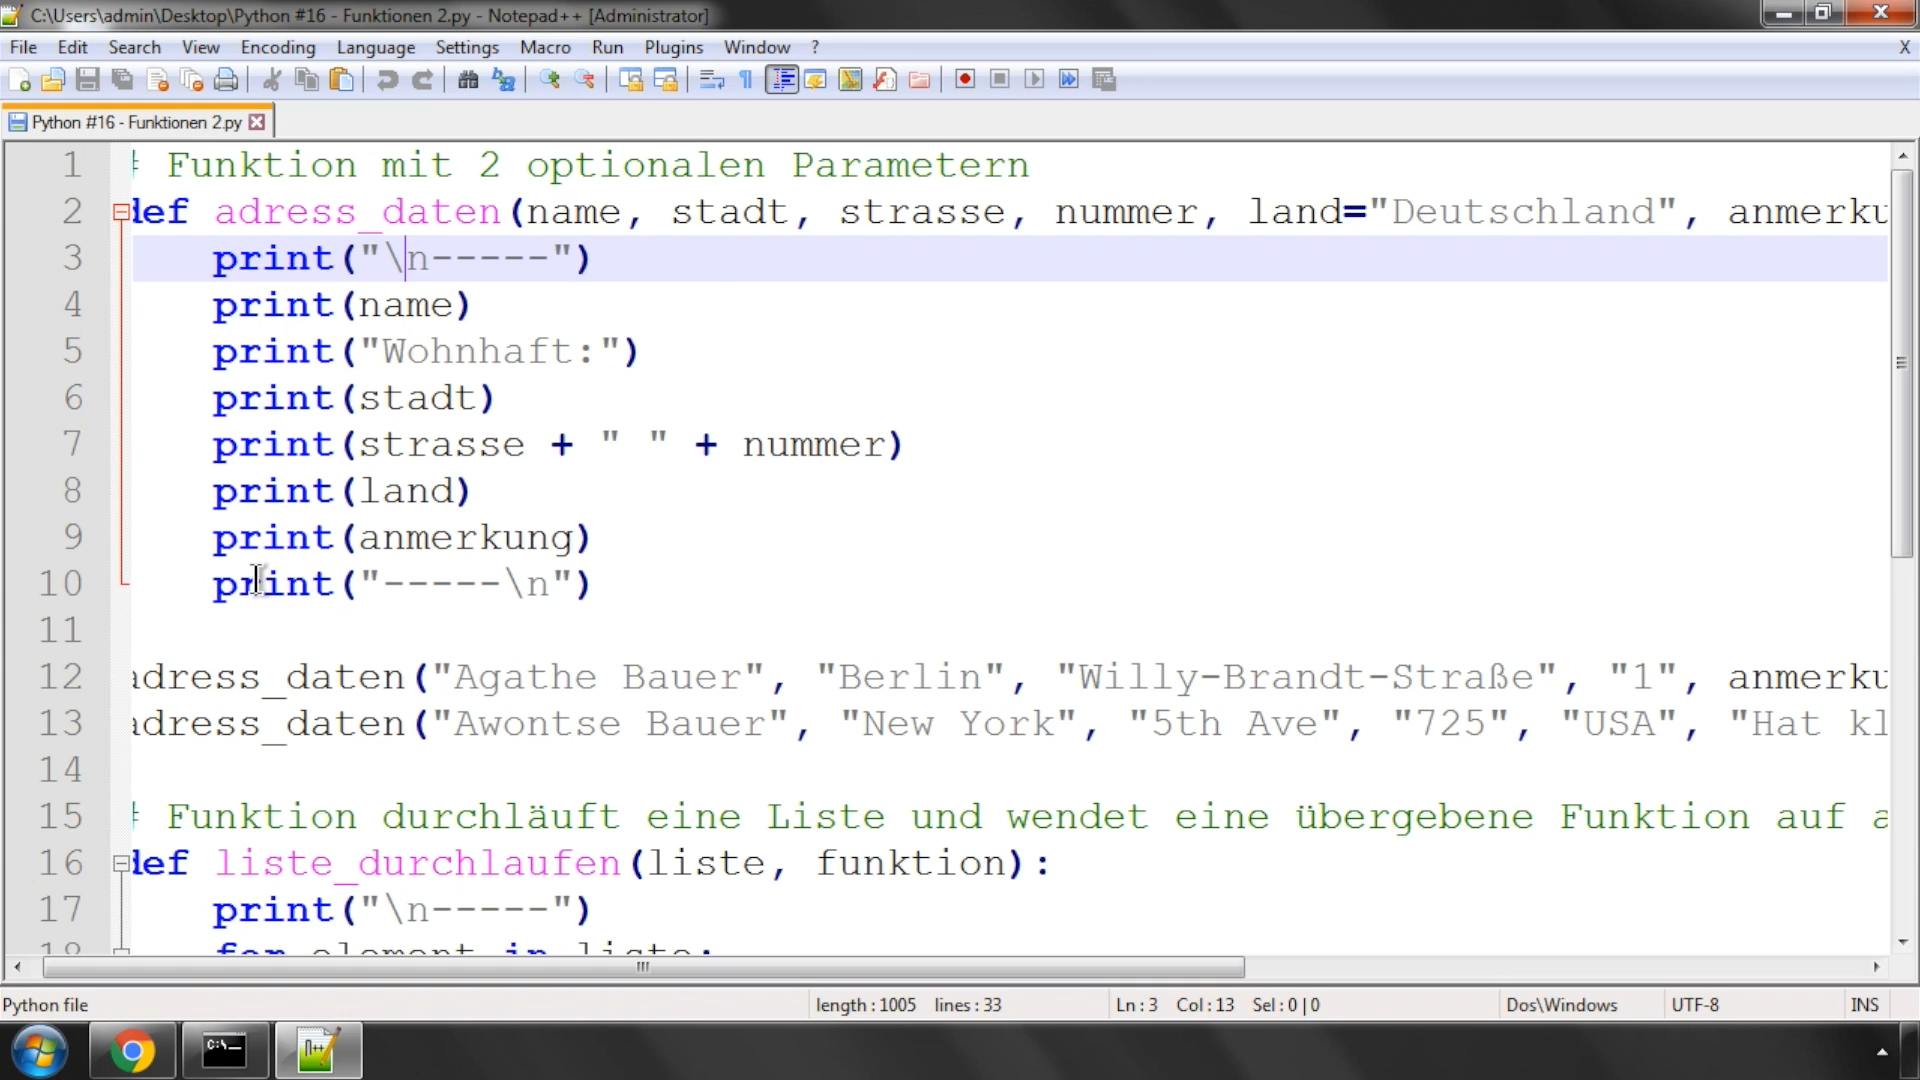 C:\Users\admin\Desktop\Python #16 - Funktionen 2.py - Notepad++ [Administrator]
File Edit Search View Encoding Language Settings Macro Run Plugins Window ? X
Python #16 - Funktionen 2.py
1 # Funktion mit 2 optionalen Parametern
2 def adress_daten(name, stadt, strasse, nummer, land="Deutschland", anmerku
3 print("\n-----")
4 print(name)
5 print("Wohnhaft:")
6 print(stadt)
7 print(strasse + " " + nummer)
8 print(land)
9 print(anmerkung)
10 print("-----\n")
11
12 adress_daten("Agathe Bauer", "Berlin", "Willy-Brandt-Straße", "1", anmerku
13 adress_daten("Awontse Bauer", "New York", "5th Ave", "725", "USA", "Hat kl
14
15 # Funktion durchläuft eine Liste und wendet eine übergebene Funktion auf a
16 def liste_durchlaufen(liste, funktion):
17 print("\n-----")
18 for element in liste:
Python file length : 1005 lines : 33 Ln : 3 Col : 13 Sel : 0 | 0 Dos\Windows UTF-8 INS
C:\_
n++